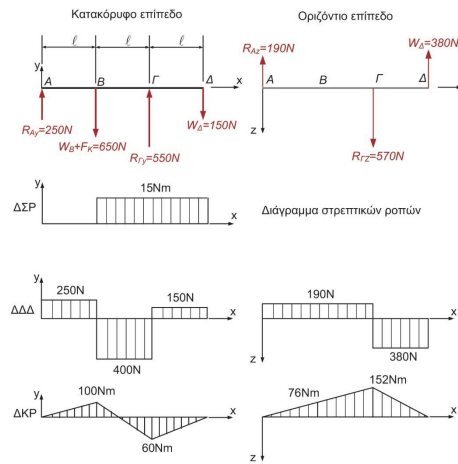 Κατακόρυφο επίπεδο
ℓ ℓ ℓ
y
A B Γ Δ x
R_Ay=250N
W_B+F_K=650N
R_Γy=550N
W_Δ=150N
Οριζόντιο επίπεδο
R_Az=190N
W_Δ=380N
A B Γ Δ x
z
R_ΓZ=570N
ΔΣΡ
y
15Nm
x
Διάγραμμα στρεπτικών ροπών
ΔΔΔ
y
250N
150N
x
400N
190N
x
380N
z
ΔΚΡ
y
100Nm
x
60Nm
76Nm
152Nm
x
z